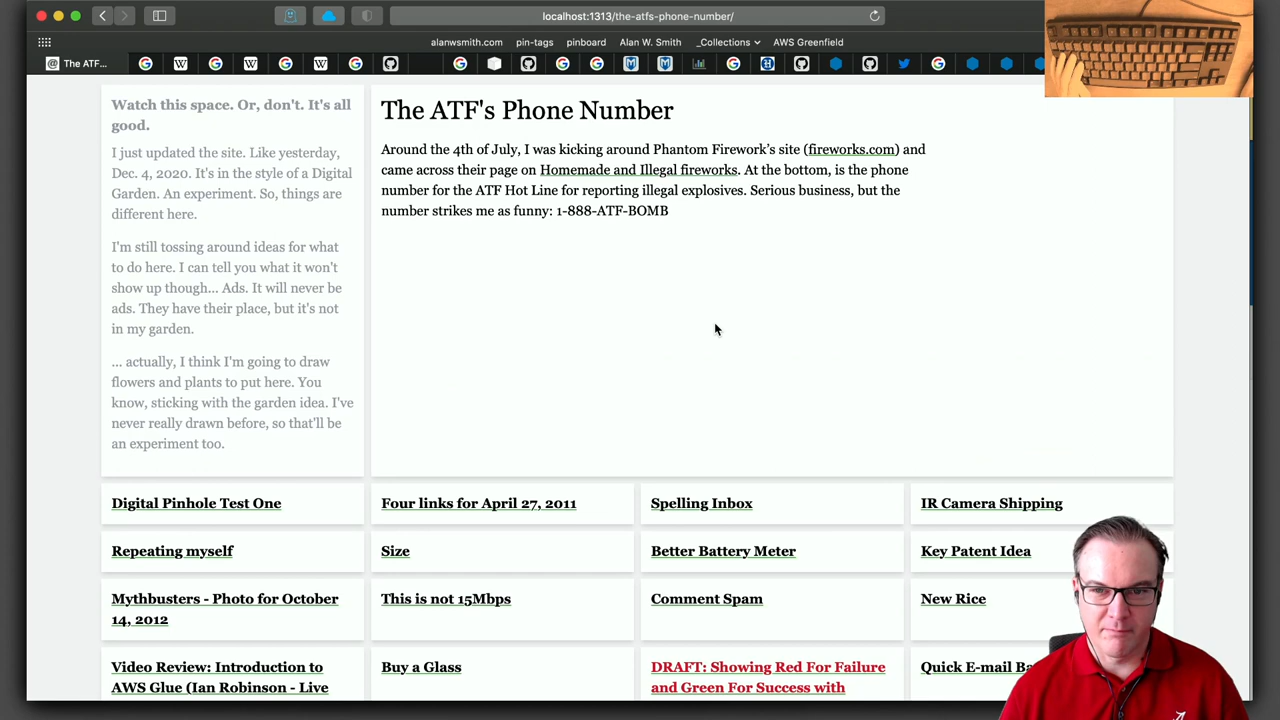 localhost:1313/the-atfs-phone-number/
alanwsmith.com pin-tags pinboard Alan W. Smith _Collections AWS Greenfield
The ATF...
Watch this space. Or, don't. It's all
good.
I just updated the site. Like yesterday,
Dec. 4, 2020. It's in the style of a Digital
Garden. An experiment. So, things are
different here.
I'm still tossing around ideas for what
to do here. I can tell you what it won't
show up though... Ads. It will never be
ads. They have their place, but it's not
in my garden.
... actually, I think I'm going to draw
flowers and plants to put here. You
know, sticking with the garden idea. I've
never really drawn before, so that'll be
an experiment too.
The ATF's Phone Number
Around the 4th of July, I was kicking around Phantom Firework's site (fireworks.com) and
came across their page on Homemade and Illegal fireworks. At the bottom, is the phone
number for the ATF Hot Line for reporting illegal explosives. Serious business, but the
number strikes me as funny: 1-888-ATF-BOMB
Digital Pinhole Test One
Four links for April 27, 2011
Spelling Inbox
IR Camera Shipping
Repeating myself
Size
Better Battery Meter
Key Patent Idea
Mythbusters - Photo for October
14, 2012
This is not 15Mbps
Comment Spam
New Rice
Video Review: Introduction to
AWS Glue (Ian Robinson - Live
Buy a Glass
DRAFT: Showing Red For Failure
and Green For Success with
Quick E-mail Ba